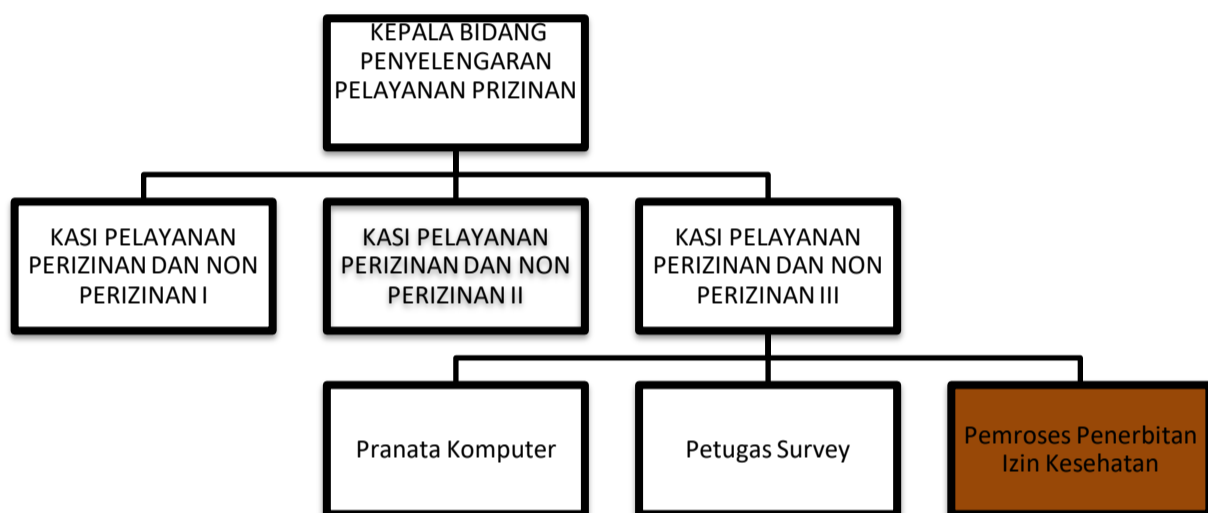 KEPALA BIDANG
PENYELENGARAN
PELAYANAN PRIZINAN
KASI PELAYANAN
PERIZINAN DAN NON
PERIZINAN I
KASI PELAYANAN
PERIZINAN DAN NON
PERIZINAN II
KASI PELAYANAN
PERIZINAN DAN NON
PERIZINAN III
Pranata Komputer
Petugas Survey
Pemroses Penerbitan
Izin Kesehatan